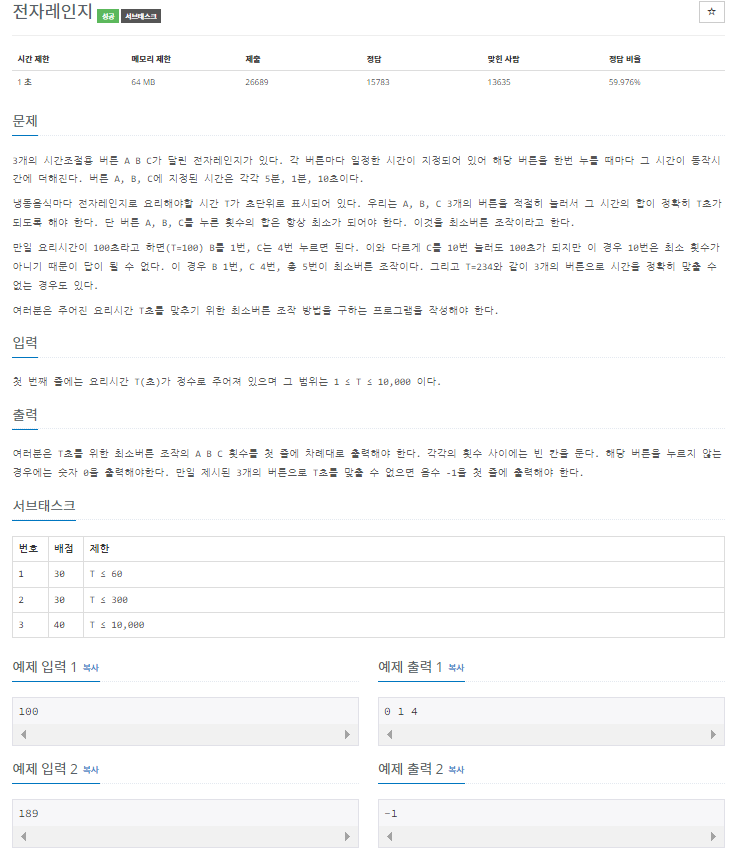 전자레인지 성공 서브태스크 ☆
시간 제한 메모리 제한 제출 정답 맞힌 사람 정답 비율
1 초 64 MB 26689 15783 13635 59.976%
문제
3개의 시간조절용 버튼 A B C가 달린 전자레인지가 있다. 각 버튼마다 일정한 시간이 지정되어 있어 해당 버튼을 한번 누를 때마다 그 시간이 동작시
간에 더해진다. 버튼 A, B, C에 지정된 시간은 각각 5분, 1분, 10초이다.
냉동음식마다 전자레인지로 요리해야할 시간 T가 초단위로 표시되어 있다. 우리는 A, B, C 3개의 버튼을 적절히 눌러서 그 시간의 합이 정확히 T초가
되도록 해야 한다. 단 버튼 A, B, C를 누른 횟수의 합은 항상 최소가 되어야 한다. 이것을 최소버튼 조작이라고 한다.
만일 요리시간이 100초라고 하면(T=100) B를 1번, C는 4번 누르면 된다. 이와 다르게 C를 10번 눌러도 100초가 되지만 이 경우 10번은 최소 횟수가
아니기 때문에 답이 될 수 없다. 이 경우 B 1번, C 4번, 총 5번이 최소버튼 조작이다. 그리고 T=234와 같이 3개의 버튼으로 시간을 정확히 맞출 수
없는 경우도 있다.
여러분은 주어진 요리시간 T초를 맞추기 위한 최소버튼 조작 방법을 구하는 프로그램을 작성해야 한다.
입력
첫 번째 줄에는 요리시간 T(초)가 정수로 주어져 있으며 그 범위는 1 ≤ T ≤ 10,000 이다.
출력
여러분은 T초를 위한 최소버튼 조작의 A B C 횟수를 첫 줄에 차례대로 출력해야 한다. 각각의 횟수 사이에는 빈 칸을 둔다. 해당 버튼을 누르지 않는
경우에는 숫자 0을 출력해야한다. 만일 제시된 3개의 버튼으로 T초를 맞출 수 없으면 음수 -1을 첫 줄에 출력해야 한다.
서브태스크
번호 배점 제한
1 30 T ≤ 60
2 30 T ≤ 300
3 40 T ≤ 10,000
예제 입력 1 복사
100
예제 출력 1 복사
0 1 4
예제 입력 2 복사
189
예제 출력 2 복사
-1